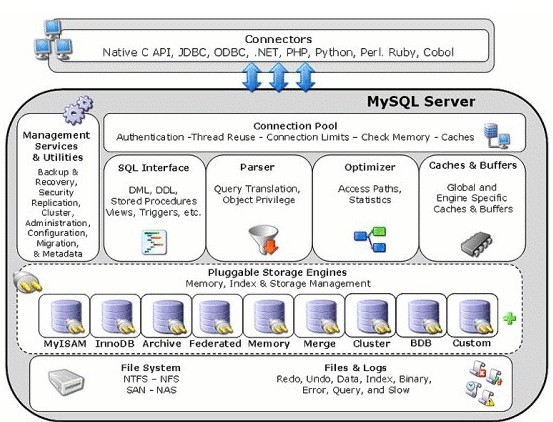 Connectors
Native C API, JDBC, ODBC, .NET, PHP, Python, Perl. Ruby, Cobol
MySQL Server
Management
Services
& Utilities
Backup &
Recovery,
Security
Replication,
Cluster,
Administration,
Configuration,
Migration,
& Metadata
Connection Pool
Authentication -Thread Reuse - Connection Limits - Check Memory - Caches
SQL Interface
DML, DDL,
Stored Procedures
Views, Triggers, etc.
Parser
Query Translation,
Object Privilege
Optimizer
Access Paths,
Statistics
Caches & Buffers
Global and
Engine Specific
Caches & Buffers
Pluggable Storage Engines
Memory, Index & Storage Management
MyISAM
InnoDB
Archive
Federated
Memory
Merge
Cluster
BDB
Custom
File System
NTFS – NFS
SAN - NAS
Files & Logs
Redo, Undo, Data, Index, Binary,
Error, Query, and Slow